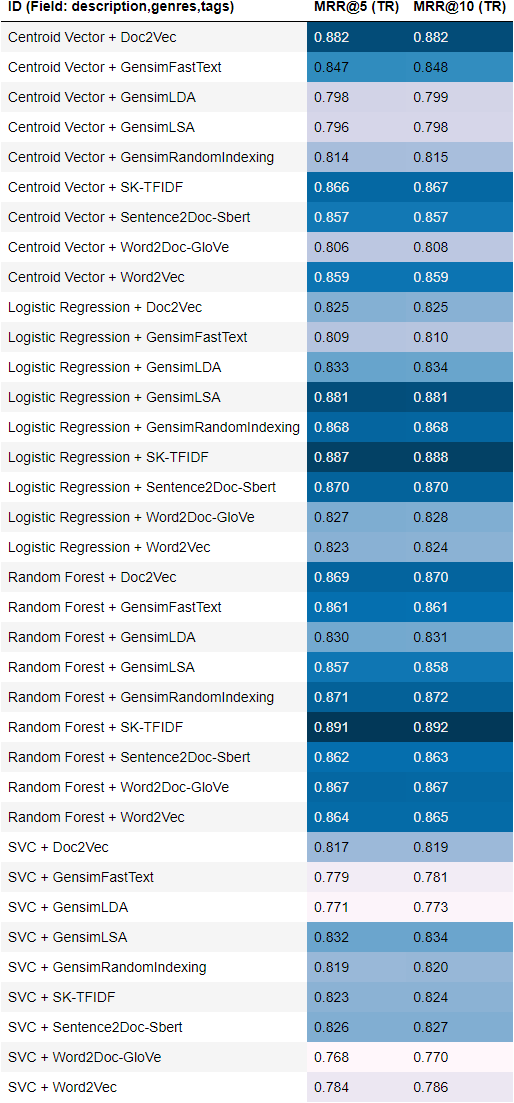 ID (Field: description,genres,tags) MRR@5 (TR) MRR@10 (TR)
Centroid Vector + Doc2Vec 0.882 0.882
Centroid Vector + GensimFastText 0.847 0.848
Centroid Vector + GensimLDA 0.798 0.799
Centroid Vector + GensimLSA 0.796 0.798
Centroid Vector + GensimRandomIndexing 0.814 0.815
Centroid Vector + SK-TFIDF 0.866 0.867
Centroid Vector + Sentence2Doc-Sbert 0.857 0.857
Centroid Vector + Word2Doc-GloVe 0.806 0.808
Centroid Vector + Word2Vec 0.859 0.859
Logistic Regression + Doc2Vec 0.825 0.825
Logistic Regression + GensimFastText 0.809 0.810
Logistic Regression + GensimLDA 0.833 0.834
Logistic Regression + GensimLSA 0.881 0.881
Logistic Regression + GensimRandomIndexing 0.868 0.868
Logistic Regression + SK-TFIDF 0.887 0.888
Logistic Regression + Sentence2Doc-Sbert 0.870 0.870
Logistic Regression + Word2Doc-GloVe 0.827 0.828
Logistic Regression + Word2Vec 0.823 0.824
Random Forest + Doc2Vec 0.869 0.870
Random Forest + GensimFastText 0.861 0.861
Random Forest + GensimLDA 0.830 0.831
Random Forest + GensimLSA 0.857 0.858
Random Forest + GensimRandomIndexing 0.871 0.872
Random Forest + SK-TFIDF 0.891 0.892
Random Forest + Sentence2Doc-Sbert 0.862 0.863
Random Forest + Word2Doc-GloVe 0.867 0.867
Random Forest + Word2Vec 0.864 0.865
SVC + Doc2Vec 0.817 0.819
SVC + GensimFastText 0.779 0.781
SVC + GensimLDA 0.771 0.773
SVC + GensimLSA 0.832 0.834
SVC + GensimRandomIndexing 0.819 0.820
SVC + SK-TFIDF 0.823 0.824
SVC + Sentence2Doc-Sbert 0.826 0.827
SVC + Word2Doc-GloVe 0.768 0.770
SVC + Word2Vec 0.784 0.786